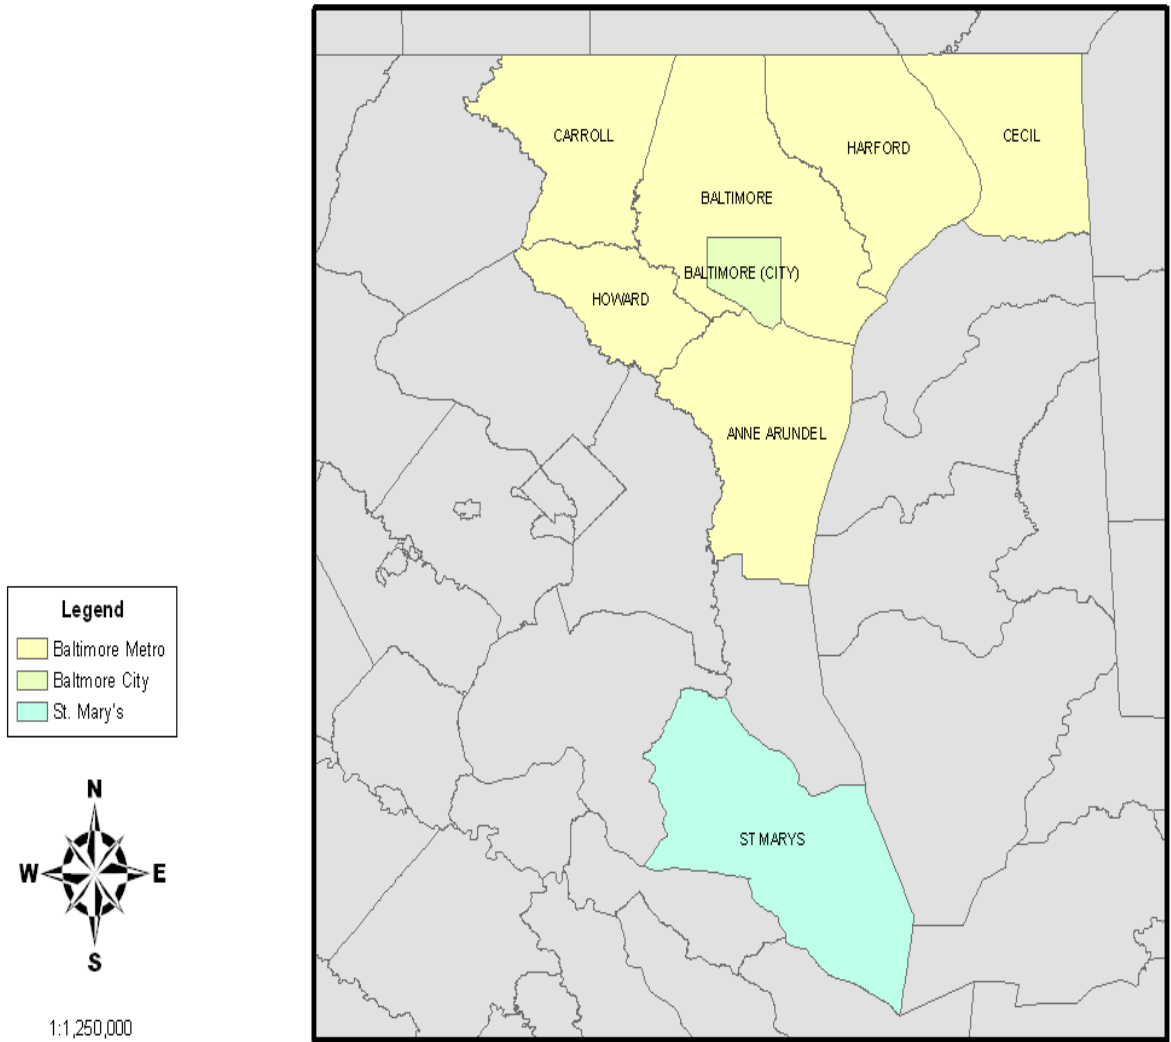 CARROLL
HARFORD
CECIL
BALTIMORE
BALTIMORE (CITY)
HOWARD
ANNE ARUNDEL
ST MARYS
Legend
Baltimore Metro
Baltmore City
St. Mary's
N
W E
S
1:1,250,000